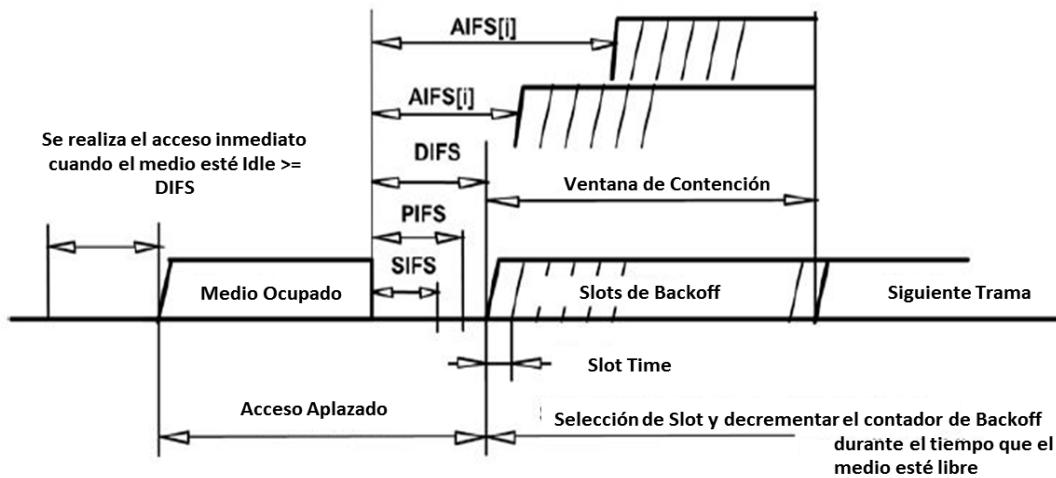 AIFS[i]
AIFS[i]
Se realiza el acceso inmediato
cuando el medio esté Idle >=
DIFS
DIFS
Ventana de Contención
PIFS
SIFS
Medio Ocupado
Slots de Backoff
Siguiente Trama
Slot Time
Acceso Aplazado
Selección de Slot y decrementar el contador de Backoff
durante el tiempo que el
medio esté libre